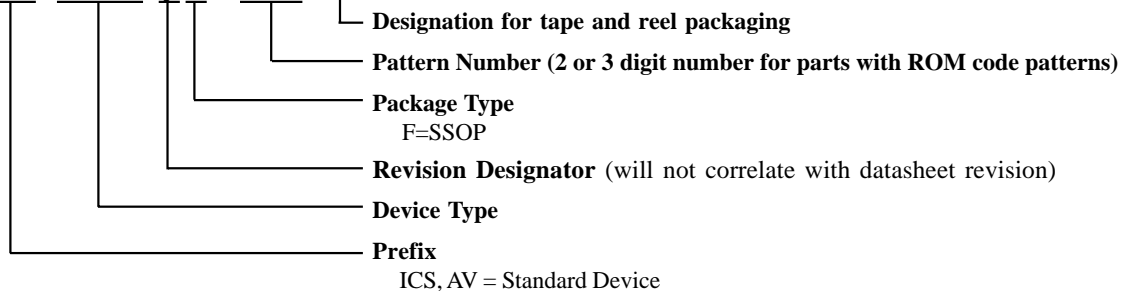 Designation for tape and reel packaging
Pattern Number (2 or 3 digit number for parts with ROM code patterns)
Package Type
F=SSOP
Revision Designator (will not correlate with datasheet revision)
Device Type
Prefix
ICS, AV = Standard Device